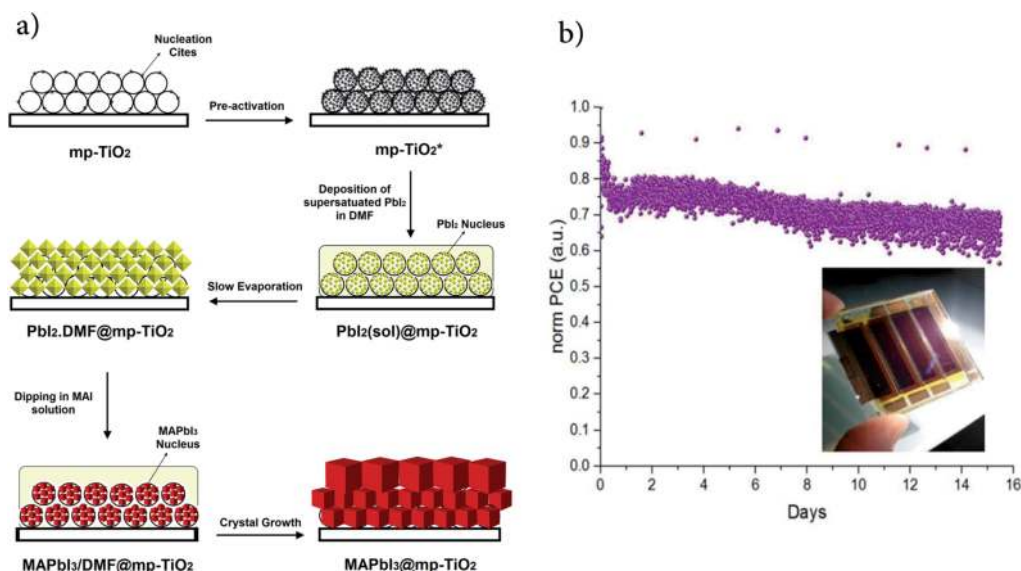 a)
Nucleation
Cites
Pre-activation
mp-TiO₂
mp-TiO₂*
Deposition of
supersatuated PbI₂
in DMF
PbI₂ Nucleus
Slow Evaporation
PbI₂.DMF@mp-TiO₂
PbI₂(sol)@mp-TiO₂
Dipping in MAI
solution
MAPbI₃
Nucleus
Crystal Growth
MAPbI₃/DMF@mp-TiO₂
MAPbI₃@mp-TiO₂
b)
norm PCE (a.u.)
1.0
0.9
0.8
0.7
0.6
0.5
0.4
0.3
0.2
0.1
0.0
0 2 4 6 8 10 12 14 16
Days